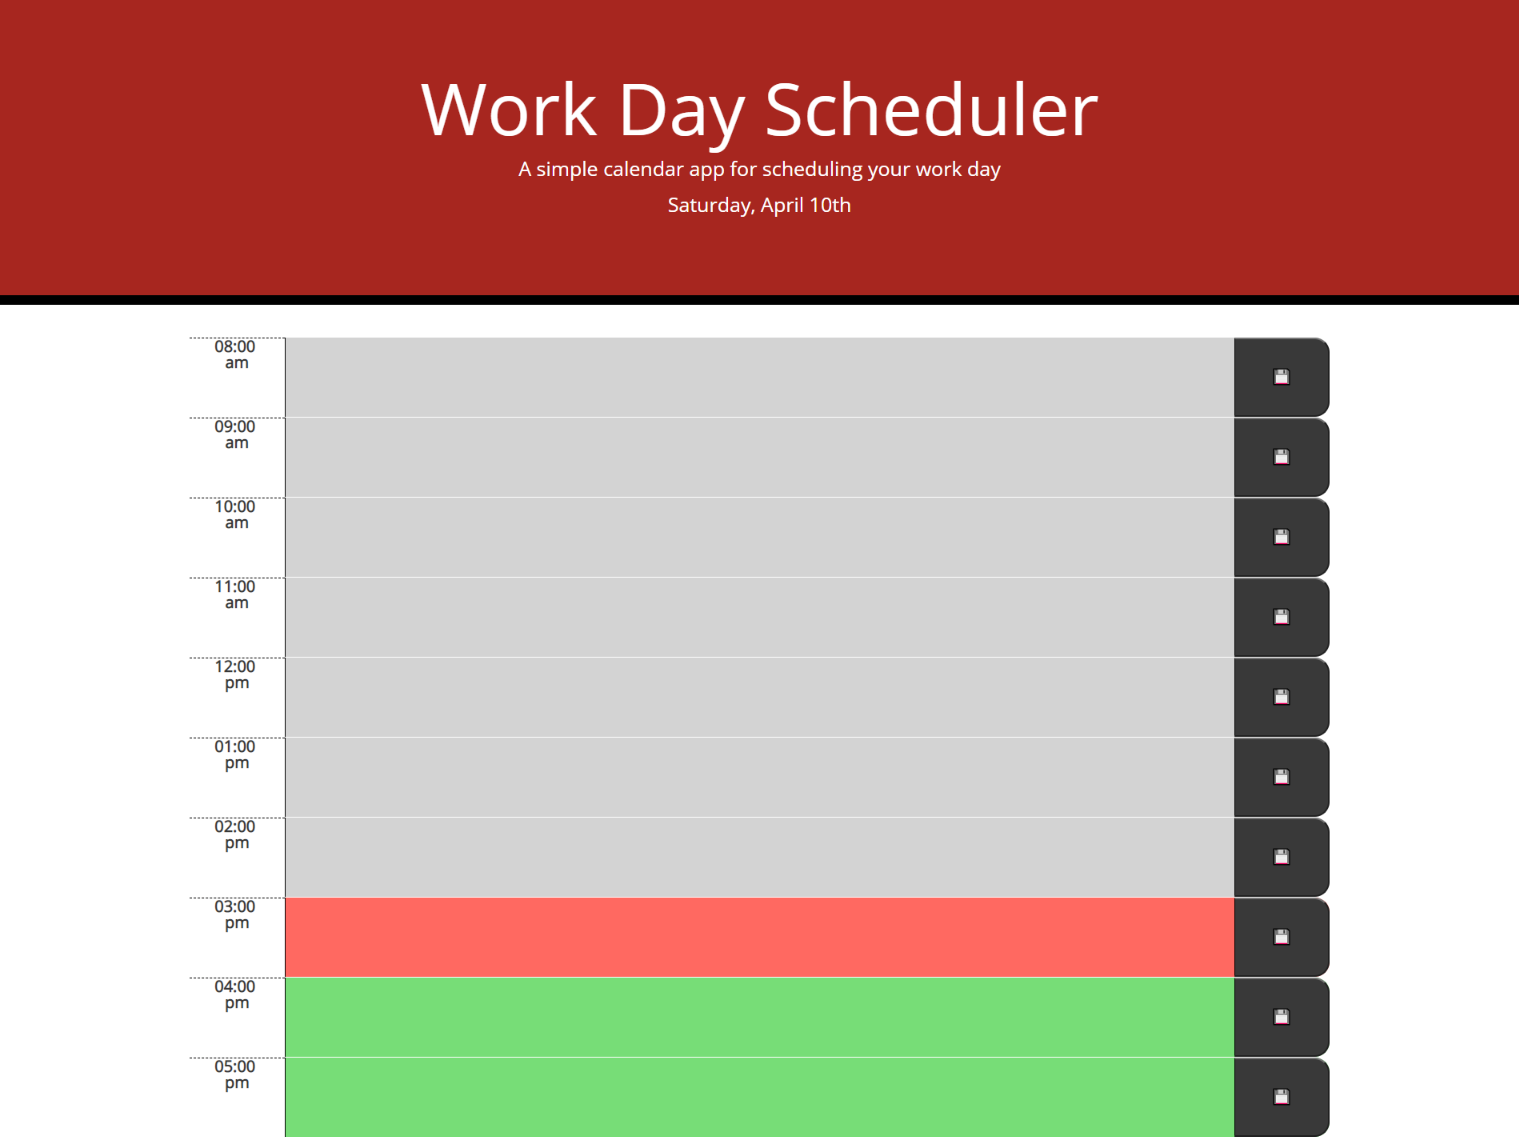 Work Day Scheduler
A simple calendar app for scheduling your work day
Saturday, April 10th
08:00
am
09:00
am
10:00
am
11:00
am
12:00
pm
01:00
pm
02:00
pm
03:00
pm
04:00
pm
05:00
pm